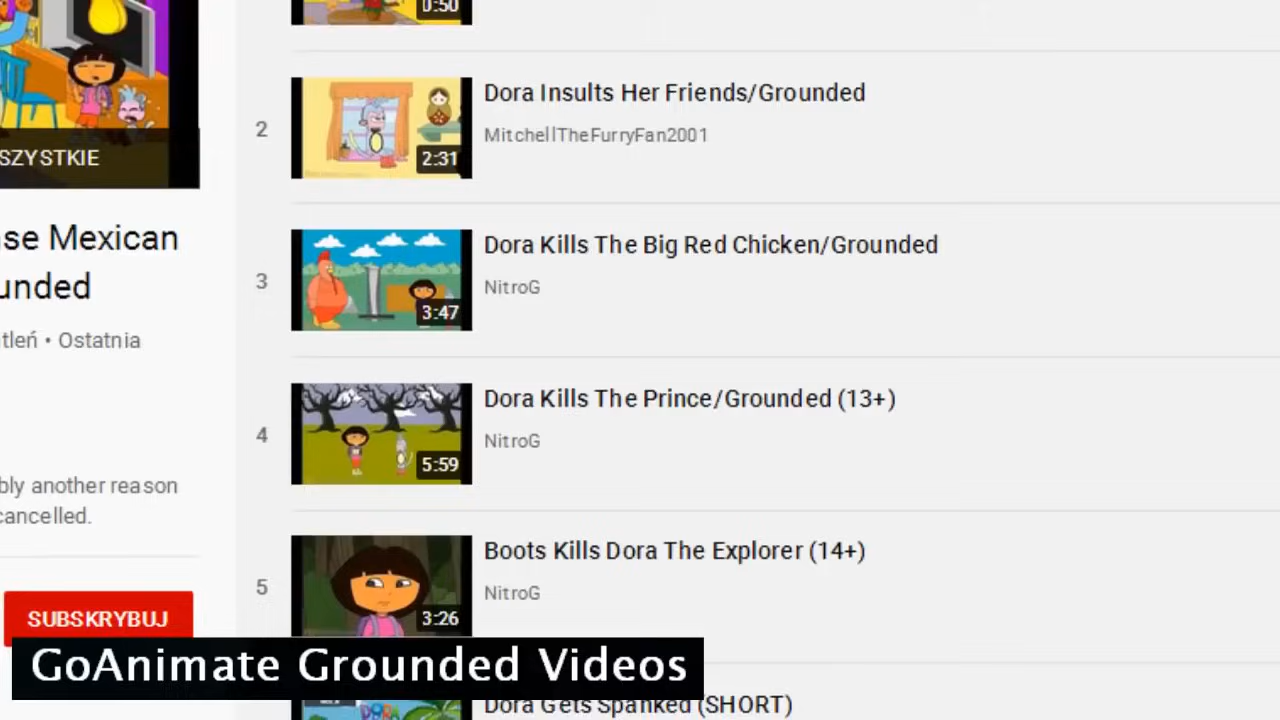 0:50
SZYSTKIE
se Mexican
unded
tleń • Ostatnia
bly another reason
cancelled.
SUBSKRYBUJ
2
2:31
Dora Insults Her Friends/Grounded
MitchellTheFurryFan2001
3
3:47
Dora Kills The Big Red Chicken/Grounded
NitroG
4
5:59
Dora Kills The Prince/Grounded (13+)
NitroG
5
3:26
Boots Kills Dora The Explorer (14+)
NitroG
DORA
Dora Gets Spanked (SHORT)
GoAnimate Grounded Videos